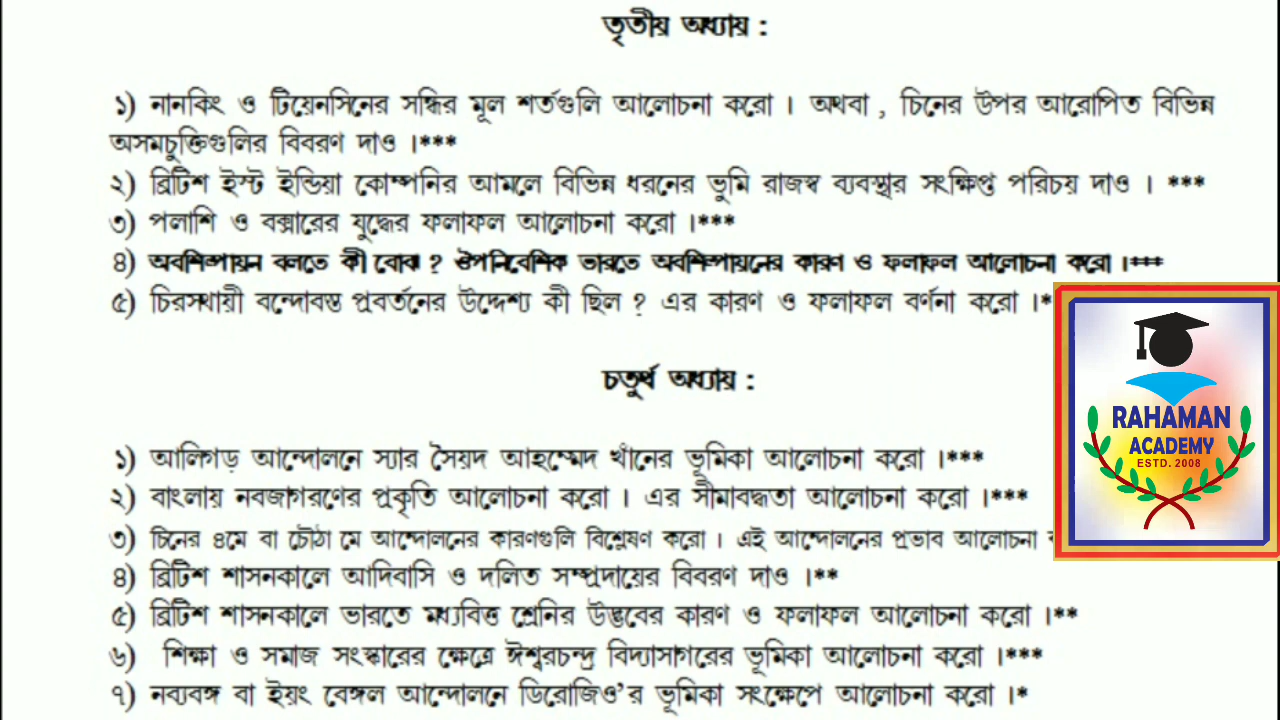 তৃতীয় অধ্যায় :
১) নানকিং ও টিয়েনসিনের সন্ধির মূল শর্তগুলি আলোচনা করো । অথবা , চিনের উপর আরোপিত বিভিন্ন
অসমচুক্তিগুলির বিবরণ দাও ।***
২) ব্রিটিশ ইস্ট ইন্ডিয়া কোম্পানির আমলে বিভিন্ন ধরনের ভুমি রাজস্ব ব্যবস্থার সংক্ষিপ্ত পরিচয় দাও । ***
৩) পলাশি ও বক্সারের যুদ্ধের ফলাফল আলোচনা করো ।***
৪) অবশিল্পায়ন বলতে কী বোঝ ? ঔপনিবেশিক ভারতে অবশিল্পায়নের কারণ ও ফলাফল আলোচনা করো ।***
৫) চিরস্থায়ী বন্দোবস্ত প্রবর্তনের উদ্দেশ্য কী ছিল ? এর কারণ ও ফলাফল বর্ণনা করো ।*
চতুর্থ অধ্যায় :
১) আলিগড় আন্দোলনে স্যার সৈয়দ আহম্মেদ খাঁনের ভূমিকা আলোচনা করো ।***
২) বাংলায় নবজাগরণের প্রকৃতি আলোচনা করো । এর সীমাবদ্ধতা আলোচনা করো ।***
৩) চিনের ৪মে বা চৌঠা মে আন্দোলনের কারণগুলি বিশ্লেষণ করো । এই আন্দোলনের প্রভাব আলোচনা
৪) ব্রিটিশ শাসনকালে আদিবাসি ও দলিত সম্প্রদায়ের বিবরণ দাও ।**
৫) ব্রিটিশ শাসনকালে ভারতে মধ্যবিত্ত শ্রেনির উদ্ভবের কারণ ও ফলাফল আলোচনা করো ।**
৬) শিক্ষা ও সমাজ সংস্কারের ক্ষেত্রে ঈশ্বরচন্দ্র বিদ্যাসাগরের ভূমিকা আলোচনা করো ।***
৭) নব্যবঙ্গ বা ইয়ং বেঙ্গল আন্দোলনে ডিরোজিও'র ভূমিকা সংক্ষেপে আলোচনা করো ।*
RAHAMAN
ACADEMY
ESTD. 2008